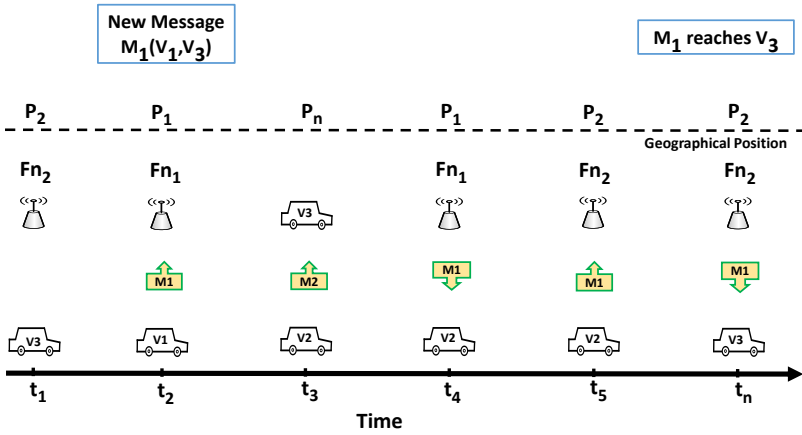 New Message
M1(V1,V3)
M1 reaches V3
P2 P1 Pn P1 P2 P2
Geographical Position
Fn2 Fn1 Fn1 Fn2 Fn2
V3
M1 M2 M1 M1 M1
V3 V1 V2 V2 V2 V3
t1 t2 t3 t4 t5 tn
Time